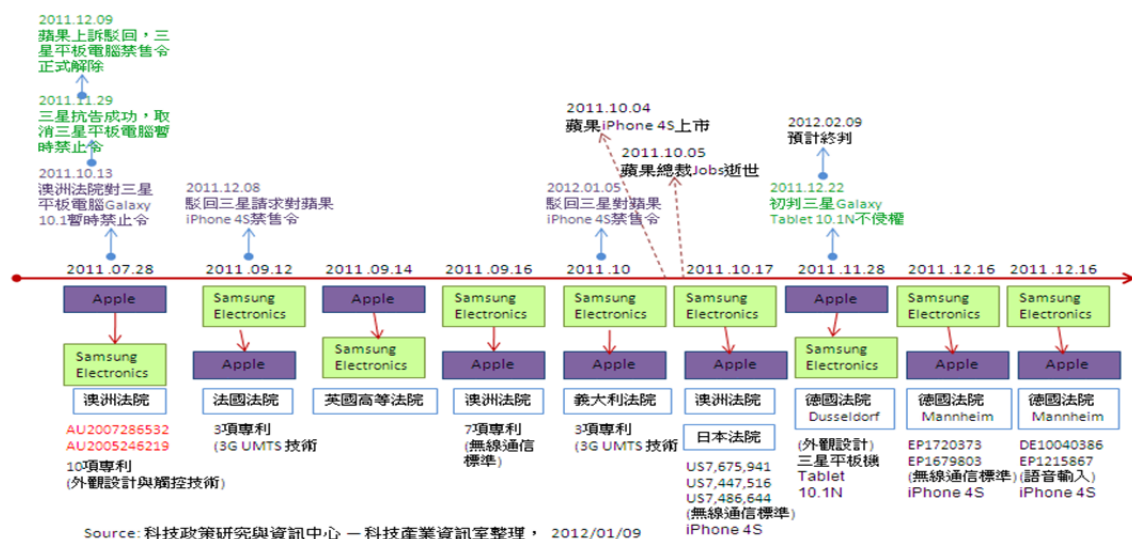 2011.12.09
蘋果上訴駁回，三
星平板電腦禁售令
正式解除
2011.11.29
三星抗告成功，取
消三星平板電腦暫
時禁止令
2011.10.13
澳洲法院對三星
平板電腦Galaxy
10.1暫時禁止令
2011.12.08
駁回三星請求對蘋果
iPhone 4S禁售令
2011.10.04
蘋果iPhone 4S上市
2011.10.05
蘋果總裁Jobs逝世
2012.01.05
駁回三星對蘋果
iPhone 4S禁售令
2012.02.09
預計終判
2011.12.22
初判三星Galaxy
Tablet 10.1N不侵權
2011.07.28
2011.09.12
2011.09.14
2011.09.16
2011.10
2011.10.17
2011.11.28
2011.12.16
2011.12.16
Apple
Samsung
Electronics
澳洲法院
AU2007286532
AU2005246219
10項專利
(外觀設計與觸控技術)
Samsung
Electronics
Apple
法國法院
3項專利
(3G UMTS 技術)
Apple
Samsung
Electronics
英國高等法院
Samsung
Electronics
Apple
澳洲法院
7項專利
(無線通信
標準)
Samsung
Electronics
Apple
義大利法院
3項專利
(3G UMTS 技術)
Samsung
Electronics
Apple
澳洲法院
日本法院
US7,675,941
US7,447,516
US7,486,644
(無線通信標準)
iPhone 4S
Apple
Samsung
Electronics
德國法院
Dusseldorf
(外觀設計)
三星平板機
Tablet
10.1N
Samsung
Electronics
Apple
德國法院
Mannheim
EP1720373
EP1679803
(無線通信標準)
iPhone 4S
Samsung
Electronics
Apple
德國法院
Mannheim
DE10040386
EP1215867
(語音輸入)
iPhone 4S
Source: 科技政策研究與資訊中心 — 科技產業資訊室整理， 2012/01/09